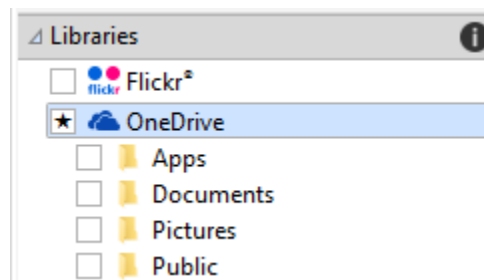 Libraries
flickr Flickr®
OneDrive
Apps
Documents
Pictures
Public